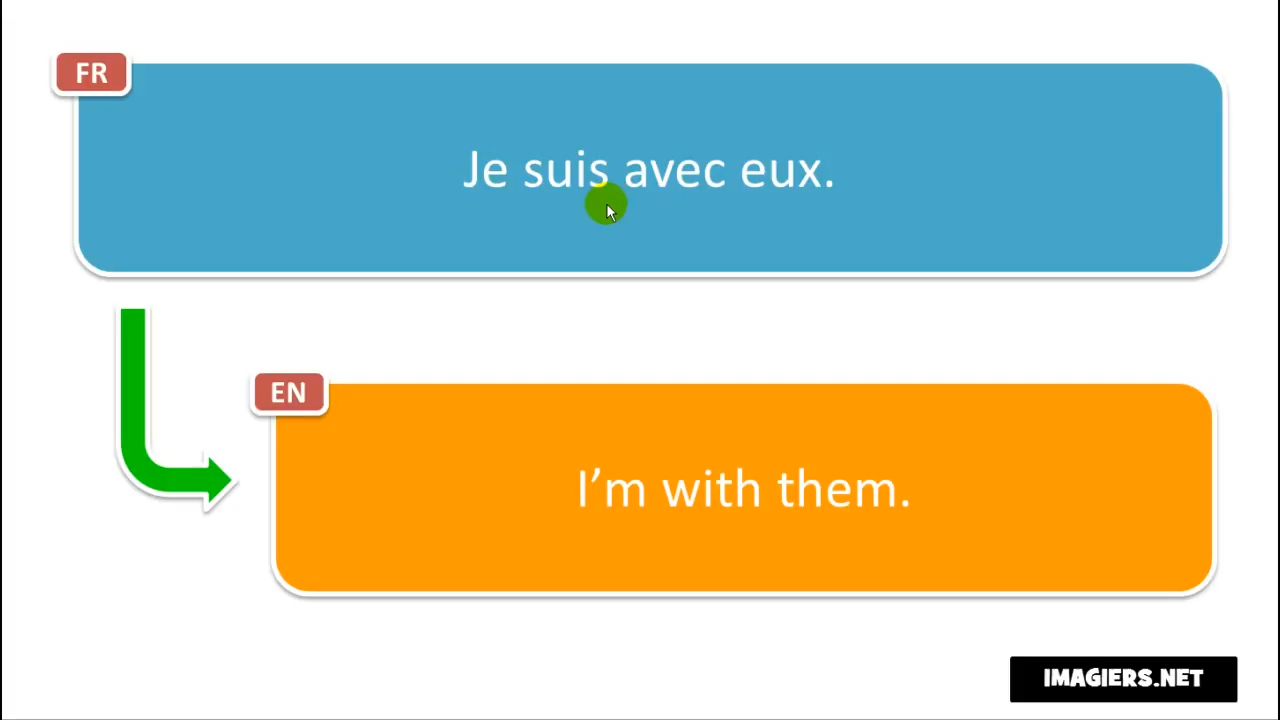 FR
Je suis avec eux.
EN
I’m with them.
IMAGIERS.NET